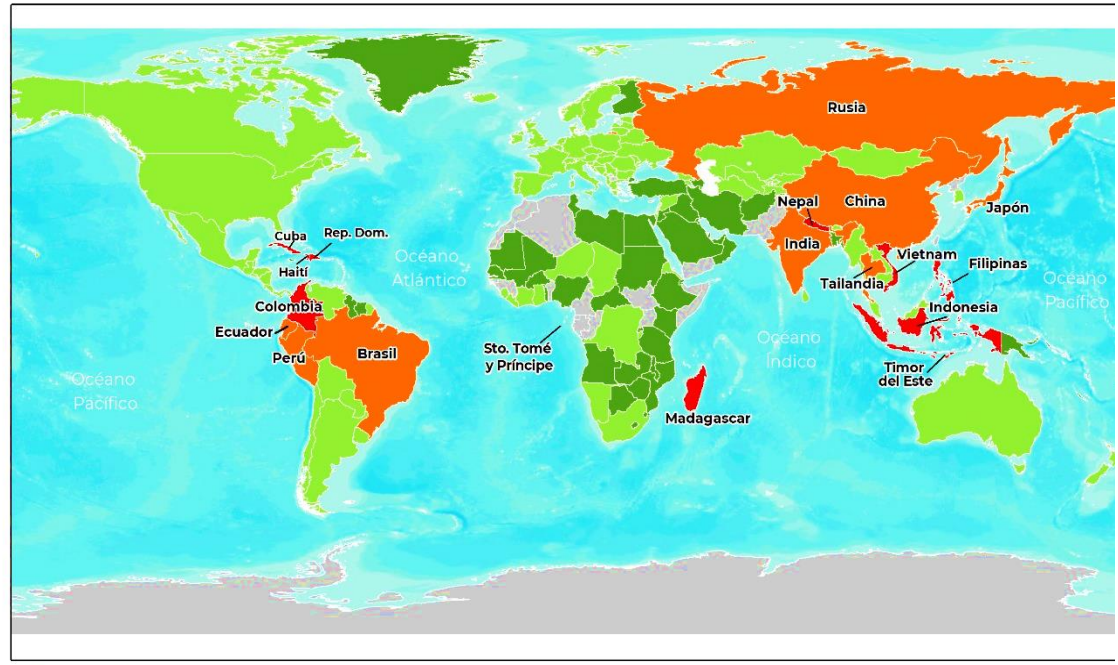 Rusia
Nepal
China
Japón
India
Vietnam
Filipinas
Tailandia
Indonesia
Timor
del Este
Cuba
Rep. Dom.
Haití
Colombia
Ecuador
Perú
Brasil
Sto. Tomé
y Príncipe
Madagascar
Océano
Atlántico
Océano
Pacífico
Océano
Índico
Océano
Pacífico